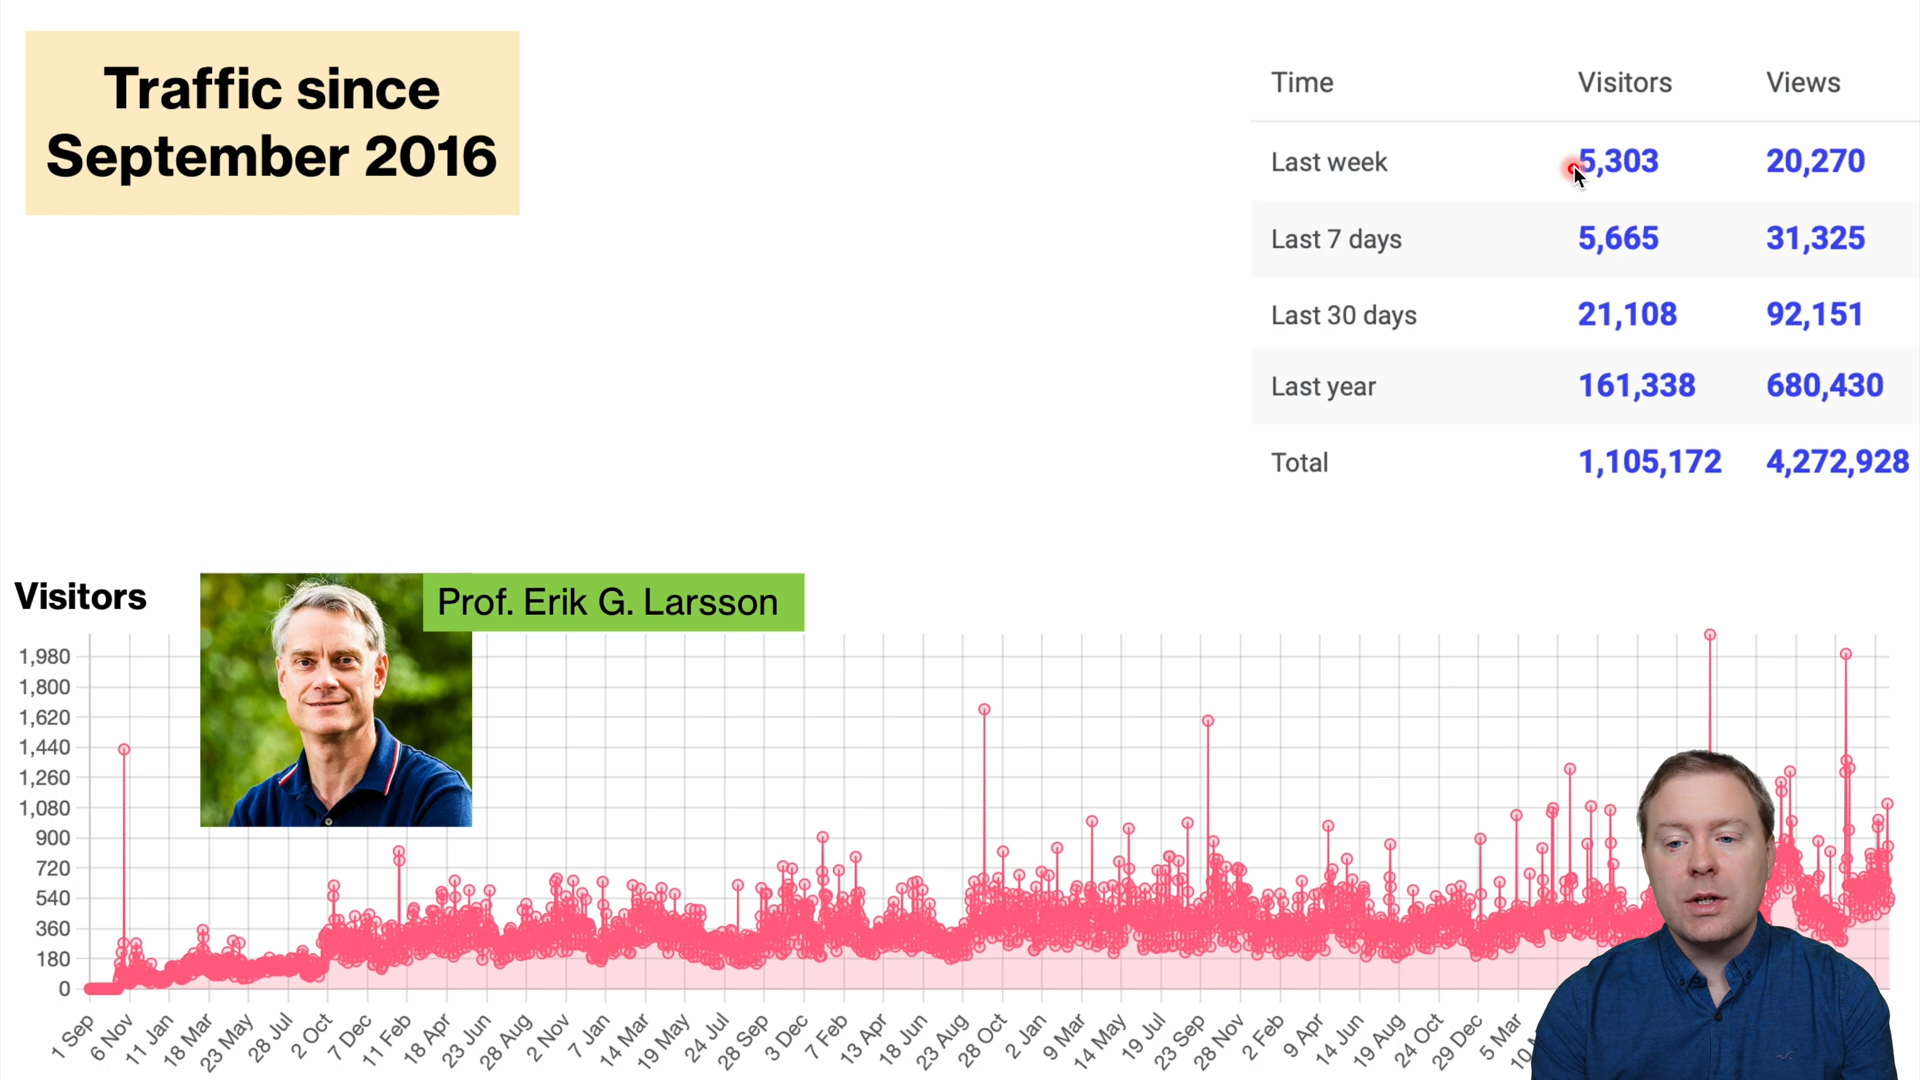 Traffic since
September 2016
Time Visitors Views
Last week 5,303 20,270
Last 7 days 5,665 31,325
Last 30 days 21,108 92,151
Last year 161,338 680,430
Total 1,105,172 4,272,928
Visitors
Prof. Erik G. Larsson
1,980
1,800
1,620
1,440
1,260
1,080
900
720
540
360
180
0
1 Sep 6 Nov 11 Jan 18 Mar 23 May 28 Jul 2 Oct 7 Dec 11 Feb 18 Apr 23 Jun 28 Aug 2 Nov 7 Jan 14 Mar 19 May 24 Jul 28 Sep 3 Dec 7 Feb 13 Apr 18 Jun 23 Aug 28 Oct 2 Jan 9 Mar 14 May 19 Jul 23 Sep 28 Nov 2 Feb 9 Apr 14 Jun 19 Aug 24 Oct 29 Dec 5 Mar